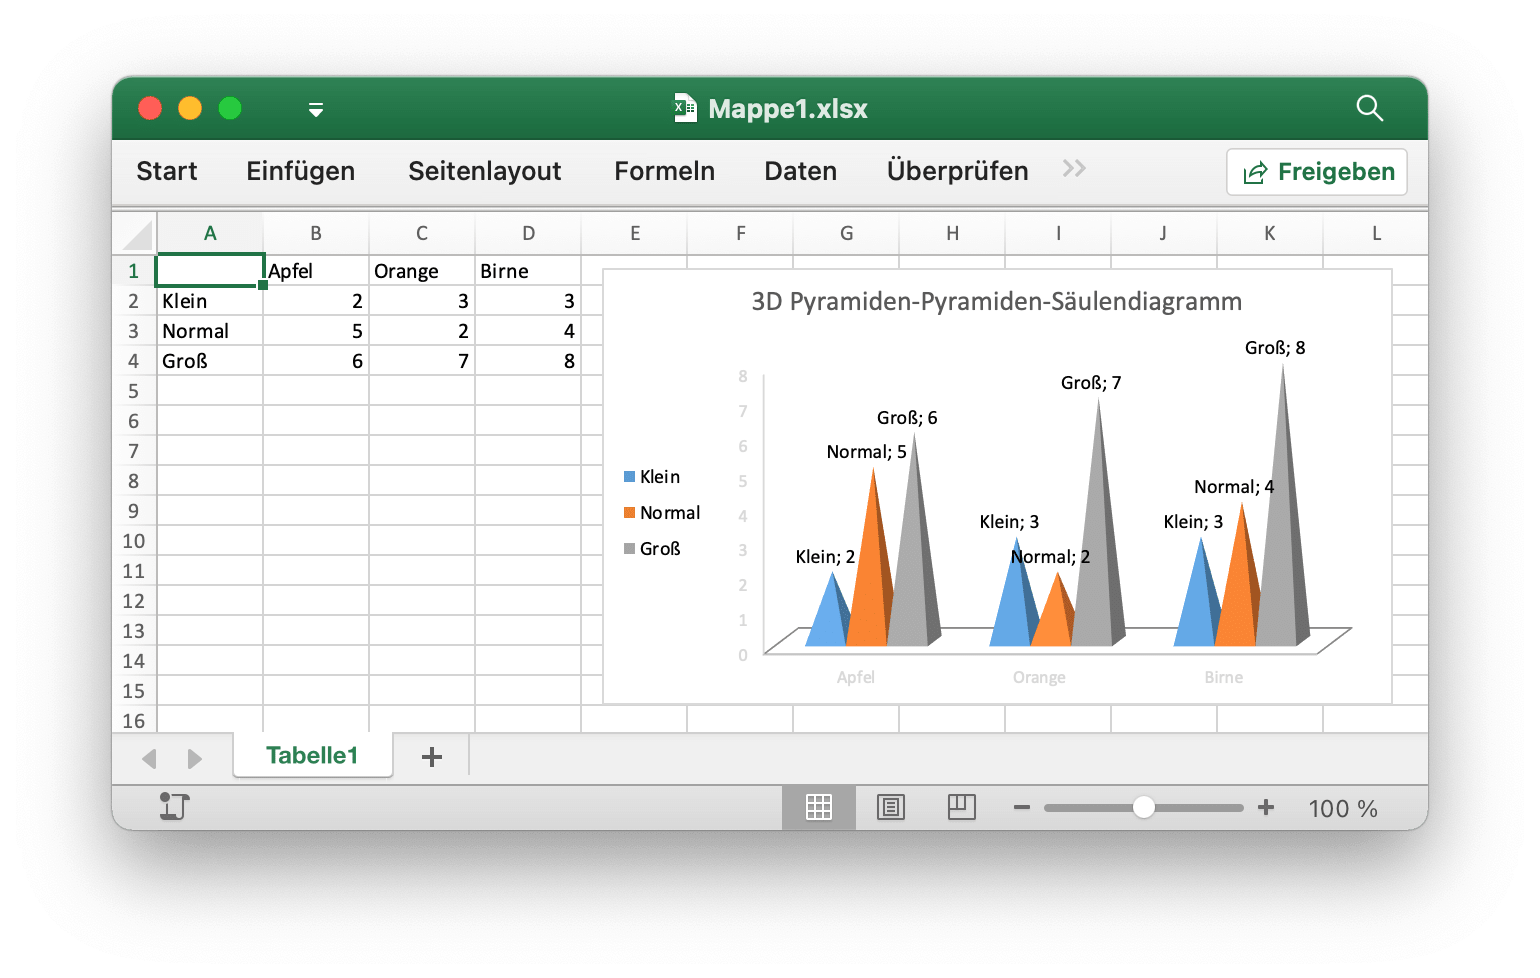 Mappe1.xlsx
Start Einfügen Seitenlayout Formeln Daten Überprüfen Freigeben
A B C D E F G H I J K L
1 Apfel Orange Birne
2 Klein 2 3 3
3 Normal 5 2 4
4 Groß 6 7 8
5
6
7
8
9
10
11
12
13
14
15
16
3D Pyramiden-Pyramiden-Säulendiagramm
Groß; 8
8
Groß; 7
7
Groß; 6
6
Normal; 5
5
Normal; 4
4
Klein; 3
Klein; 3
3
Klein; 2
Normal; 2
2
1
0
Klein
Normal
Groß
Apfel Orange Birne
Tabelle1
100 %